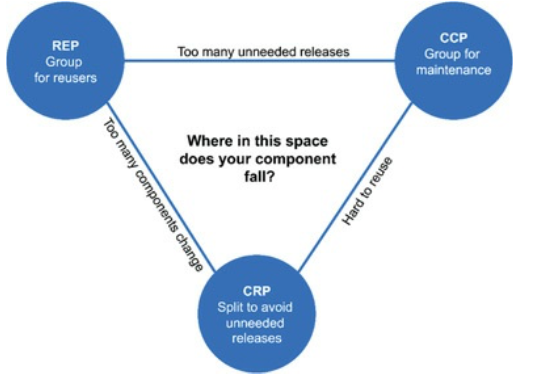 REP
Group
for reusers
Too many unneeded releases
CCP
Group for
maintenance
Where in this space
does your component
fall?
Too many components change
Hard to reuse
CRP
Split to avoid
unneeded
releases